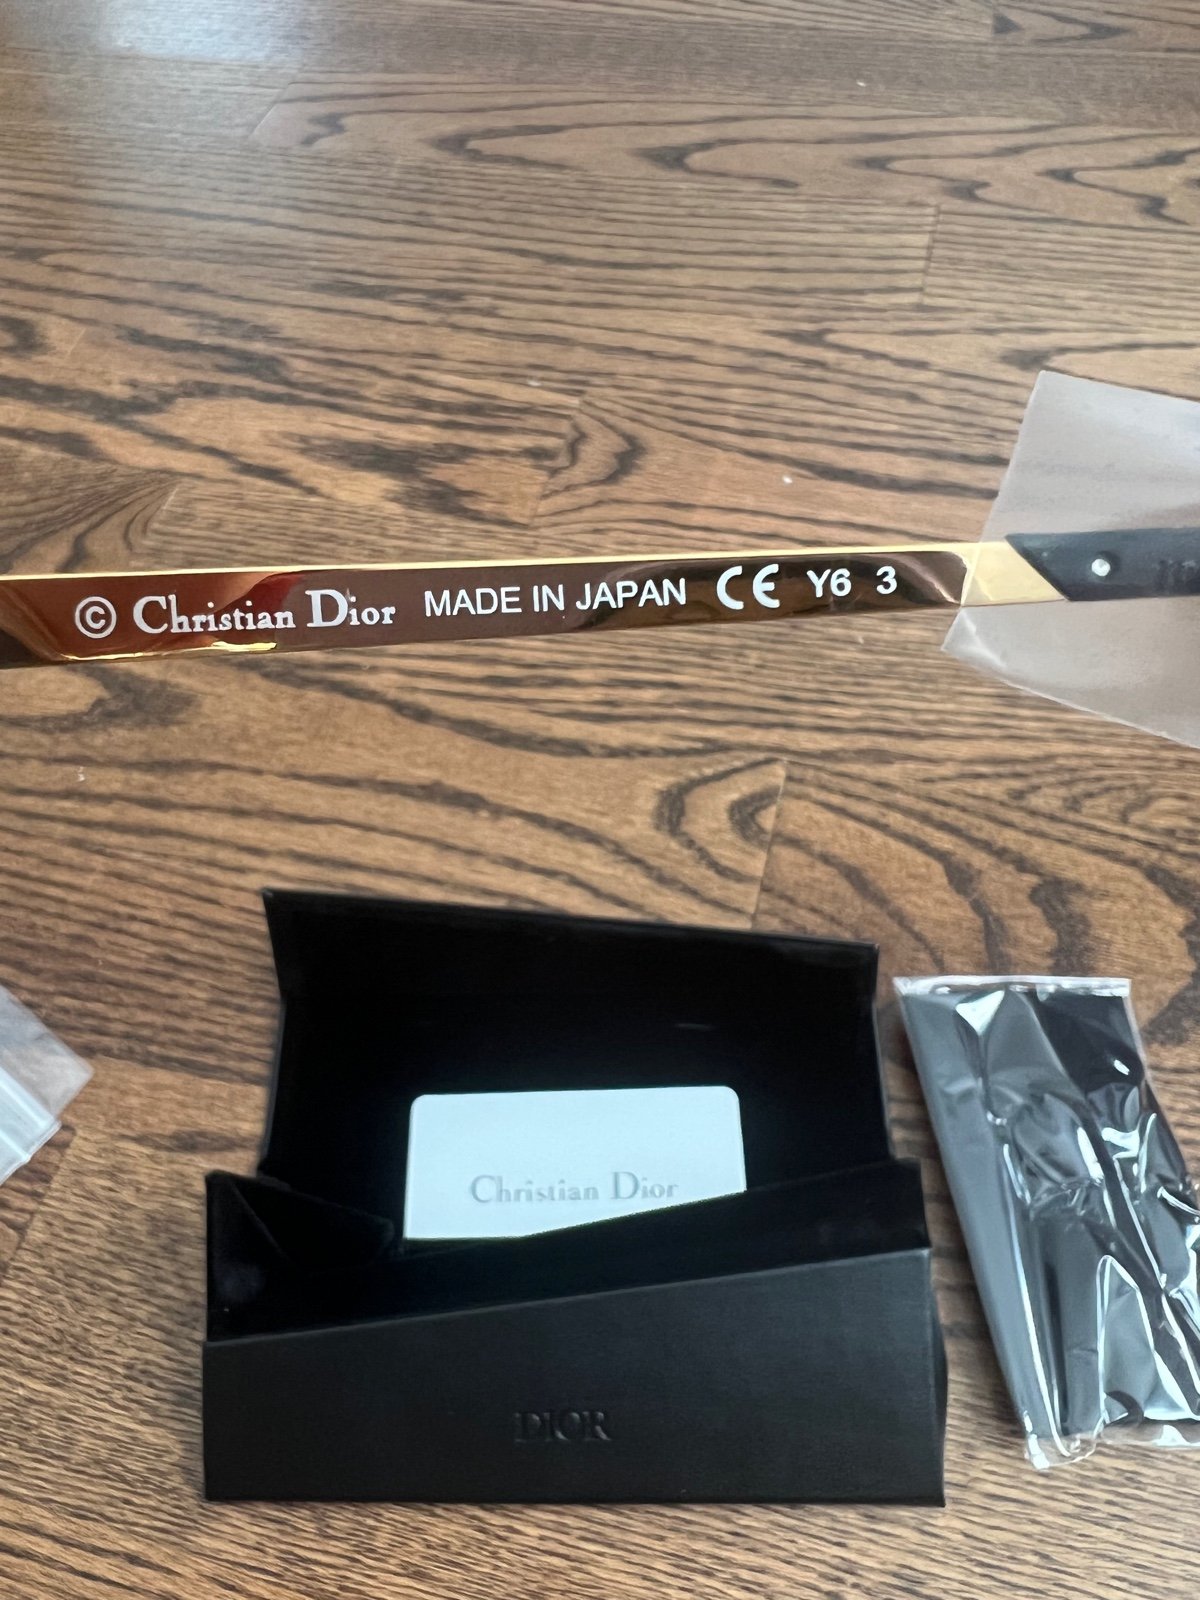 © Christian Dior MADE IN JAPAN CE Y6 3
Christian Dior
DIOR